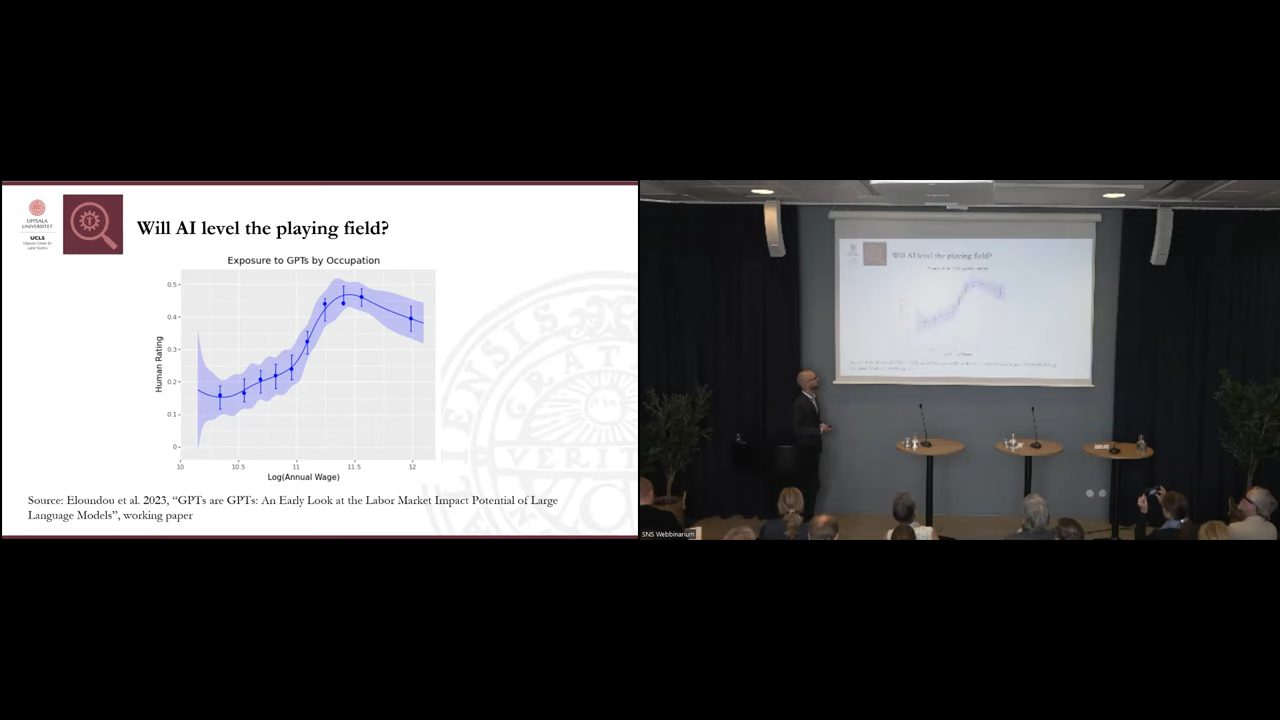 UPPSALA
UNIVERSITET
UCLS
Will AI level the playing field?
Exposure to GPTs by Occupation
Human Rating
0.5
0.4
0.3
0.2
0.1
0
10
10.5
11
11.5
12
Log(Annual Wage)
Source: Eloundou et al. 2023, “GPTs are GPTs: An Early Look at the Labor Market Impact Potential of Large
Language Models”, working paper
Will AI level the playing field?
SNS Webbinarium